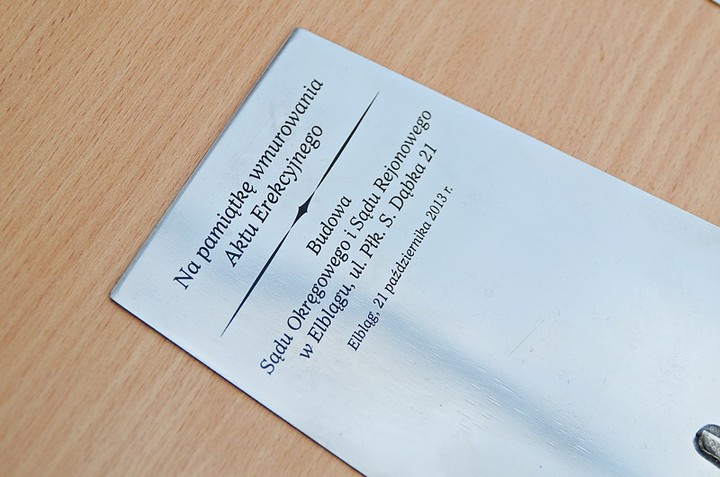 Na pamiątkę wmurowania
Aktu Erekcyjnego
Budowa
Sądu Okręgowego i Sądu Rejonowego
w Elblągu, ul. Płk. S. Dąbka 21
Elbląg, 21 października 2013 r.